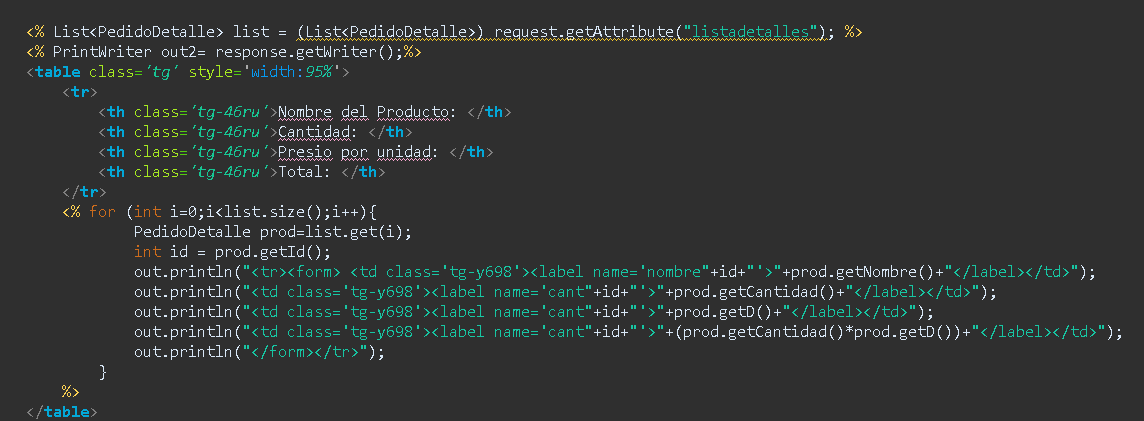 <% List<PedidoDetalle> list = (List<PedidoDetalle>) request.getAttribute("listadetalles"); %>
<% PrintWriter out2= response.getWriter();%>
<table class='tg' style='width:95%'>
<tr>
<th class='tg-46ru'>Nombre del Producto: </th>
<th class='tg-46ru'>Cantidad: </th>
<th class='tg-46ru'>Presio por unidad: </th>
<th class='tg-46ru'>Total: </th>
</tr>
<% for (int i=0;i<list.size();i++){
PedidoDetalle prod=list.get(i);
int id = prod.getId();
out.println("<tr><form> <td class='tg-y698'><label name='nombre"+id+"'>"+prod.getNombre()+"</label></td>");
out.println("<td class='tg-y698'><label name='cant"+id+"'>"+prod.getCantidad()+"</label></td>");
out.println("<td class='tg-y698'><label name='cant"+id+"'>"+prod.getD()+"</label></td>");
out.println("<td class='tg-y698'><label name='cant"+id+"'>"+(prod.getCantidad()*prod.getD())+"</label></td>");
out.println("</form></tr>");
}
%>
</table>